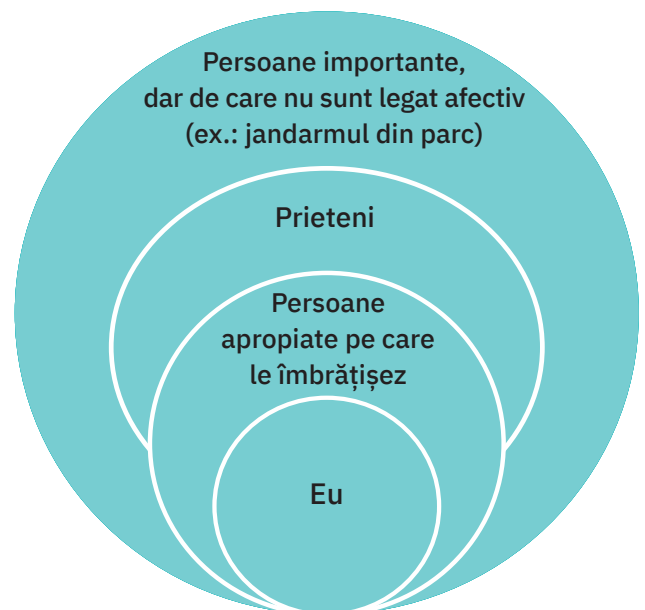 Persoane importante,
dar de care nu sunt legat afectiv
(ex.: jandarmul din parc)
Prieteni
Persoane
apropiate pe care
le îmbrățișez
Eu